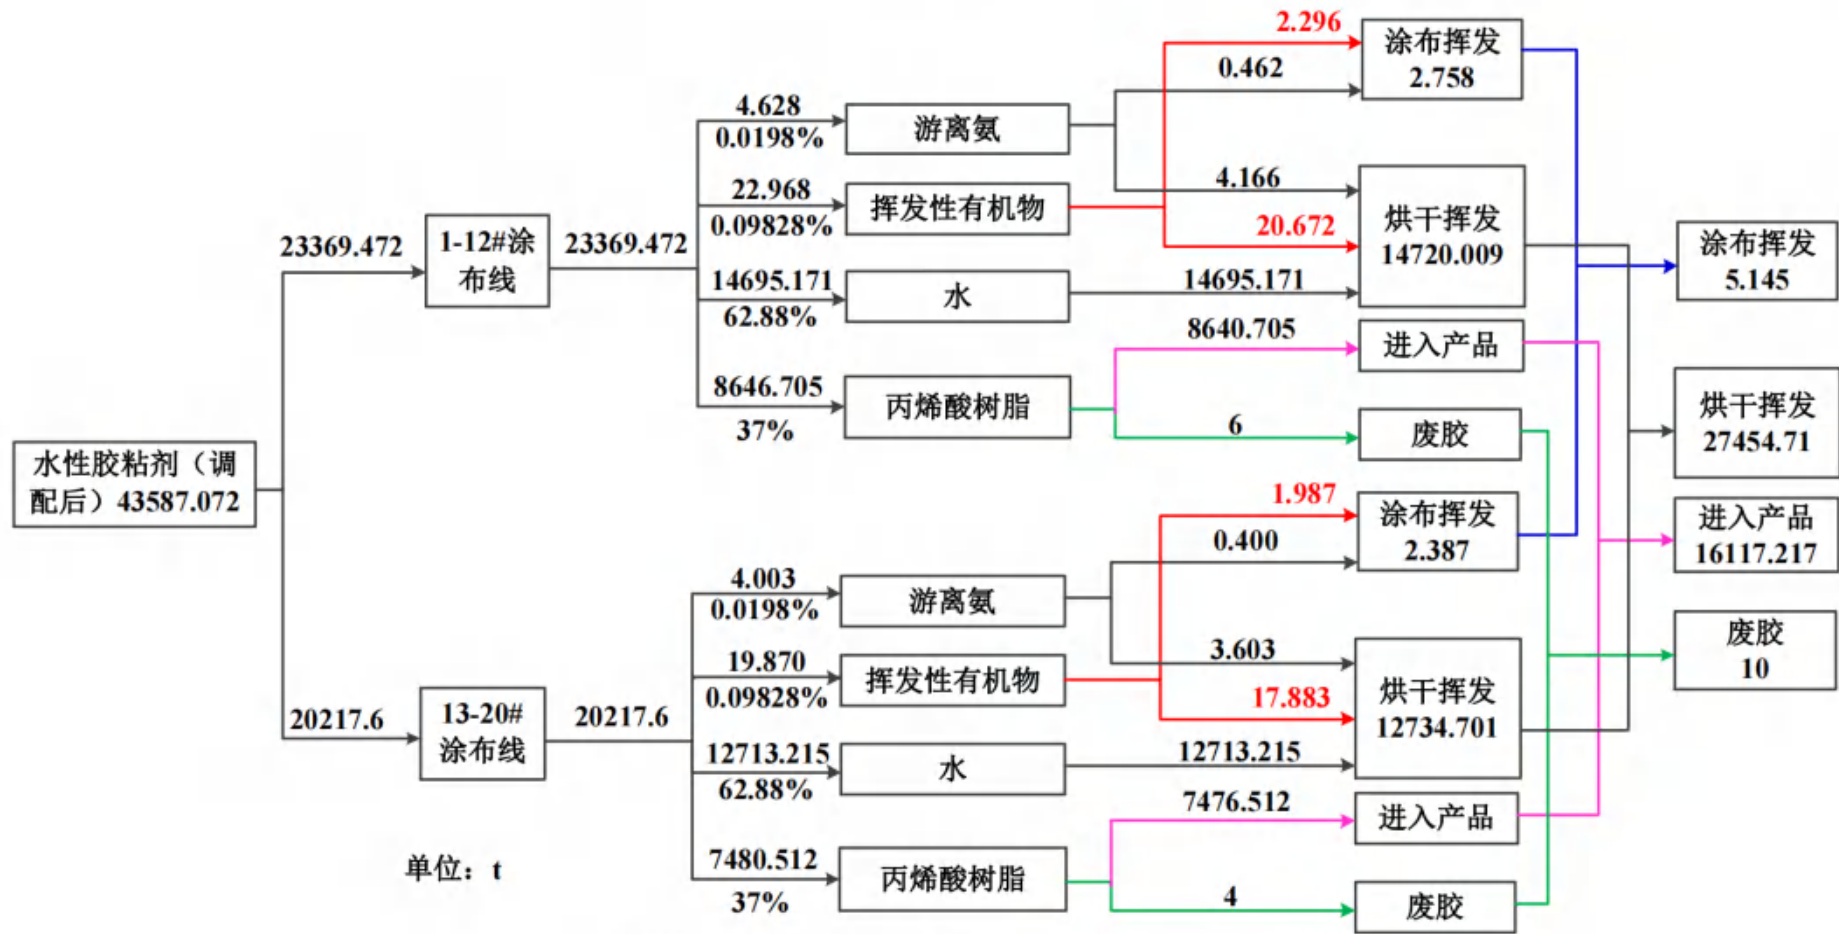 水性胶粘剂（调
配后）43587.072
23369.472
1-12#涂
布线
23369.472
4.628
0.0198%
游离氨
22.968
0.09828%
挥发性有机物
14695.171
62.88%
水
8646.705
37%
丙烯酸树脂
2.296
0.462
涂布挥发
2.758
4.166
20.672
14695.171
烘干挥发
14720.009
8640.705
进入产品
6
废胶
20217.6
13-20#
涂布线
20217.6
4.003
0.0198%
游离氨
19.870
0.09828%
挥发性有机物
12713.215
62.88%
水
7480.512
37%
丙烯酸树脂
1.987
0.400
涂布挥发
2.387
3.603
17.883
12713.215
烘干挥发
12734.701
7476.512
进入产品
4
废胶
涂布挥发
5.145
烘干挥发
27454.71
进入产品
16117.217
废胶
10
单位：t